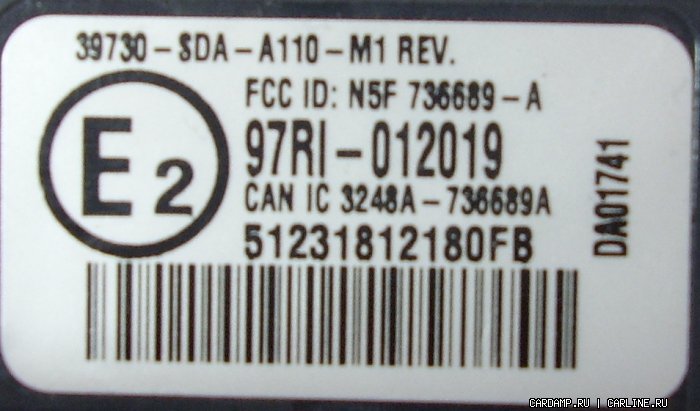 39730-SDA-A110-M1 REV.
FCC ID: N5F 736689-A
E2
97RI-012019
CAN IC 3248A-736689A
51231812180FB
DA01741
CARDAMP.RU | CARLINE.RU